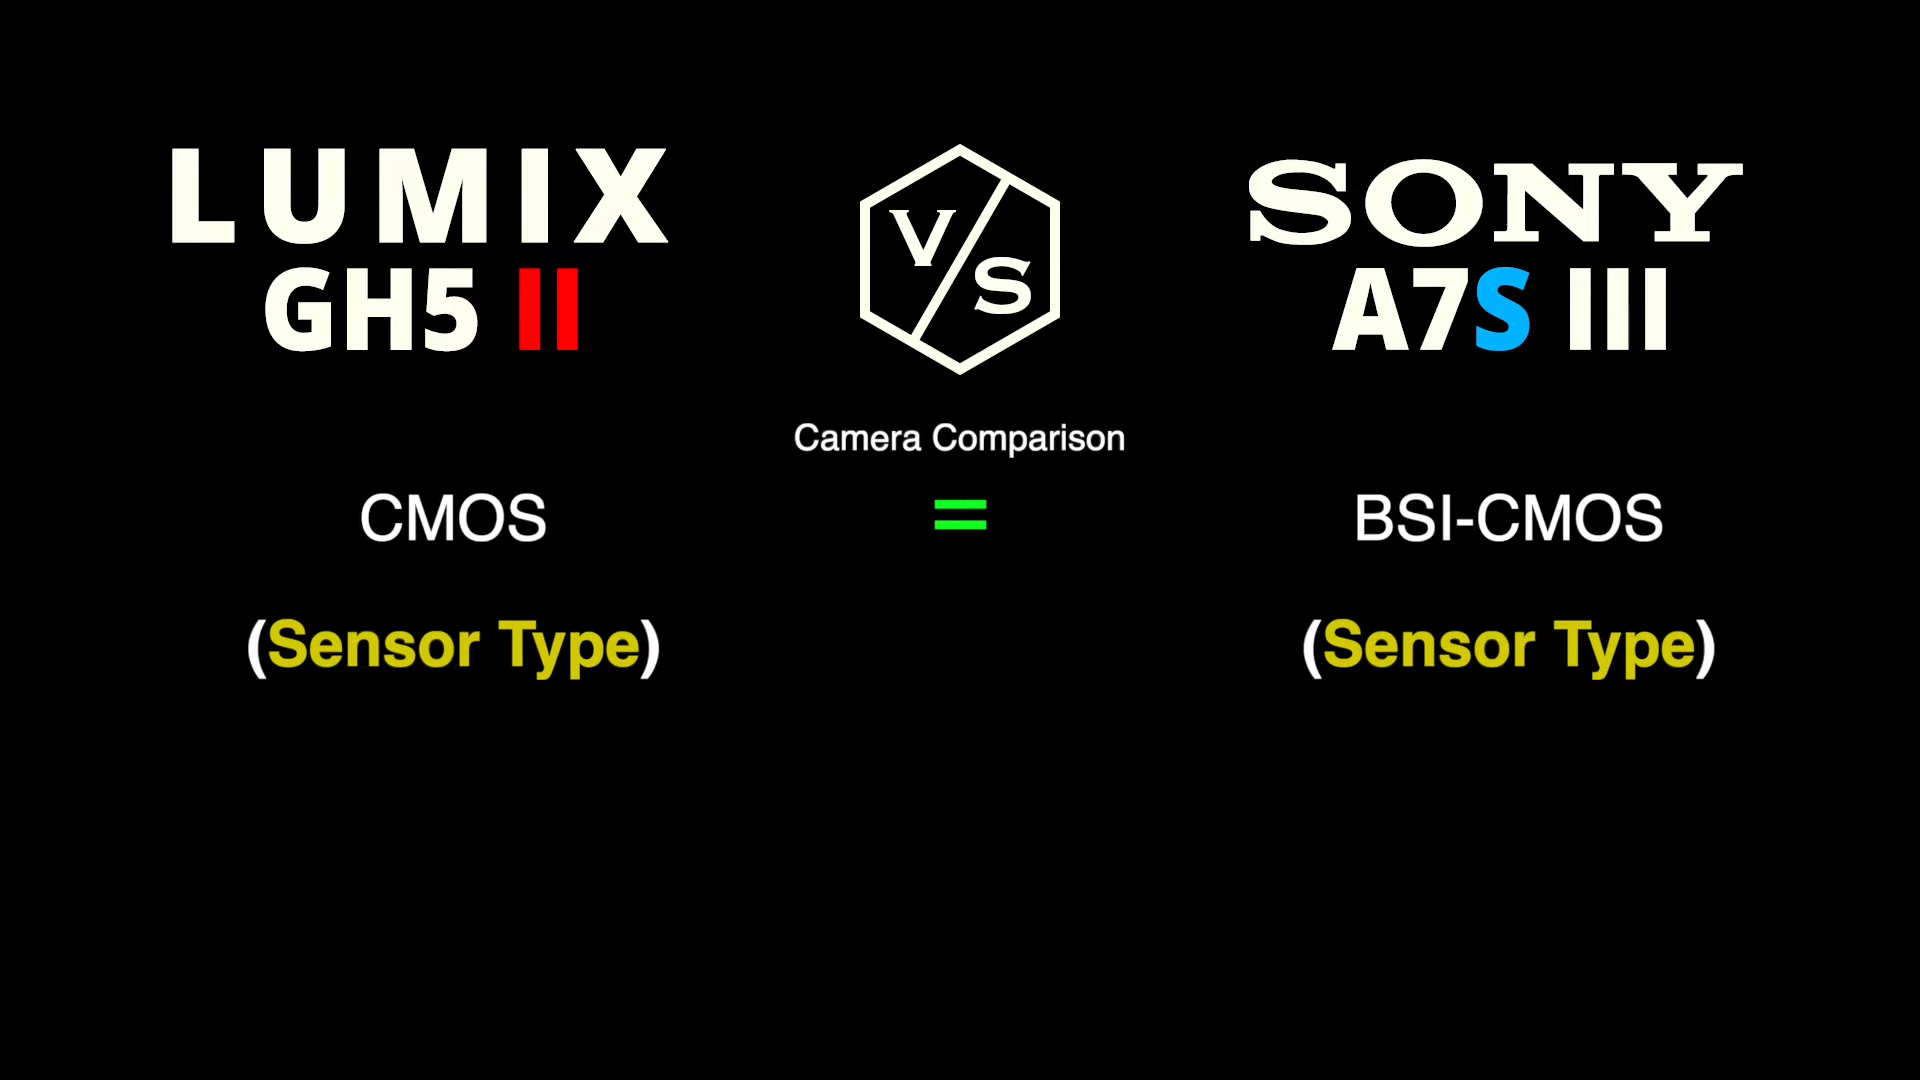 LUMIX
GH5 II
V/S
SONY
A7S III
Camera Comparison
CMOS
=
BSI-CMOS
(Sensor Type)
(Sensor Type)